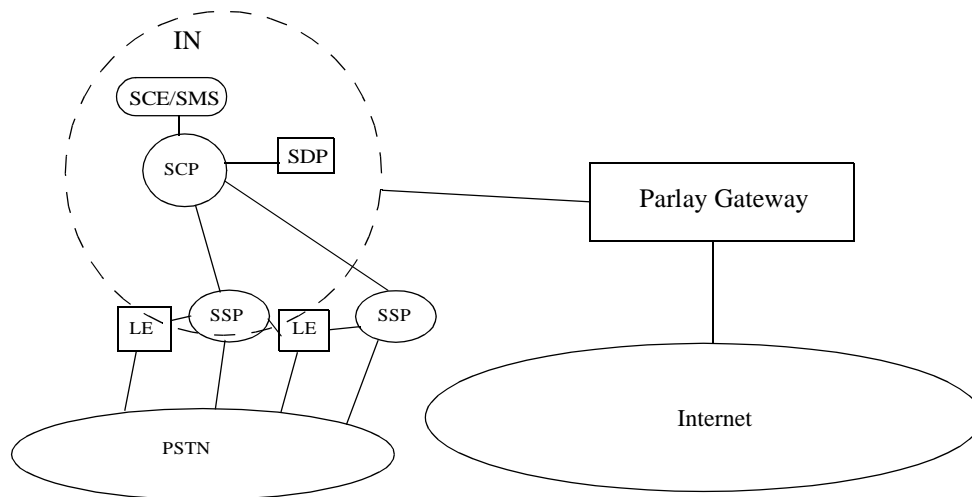 IN
SCE/SMS
SCP
SDP
Parlay Gateway
LE
SSP
LE
SSP
Internet
PSTN